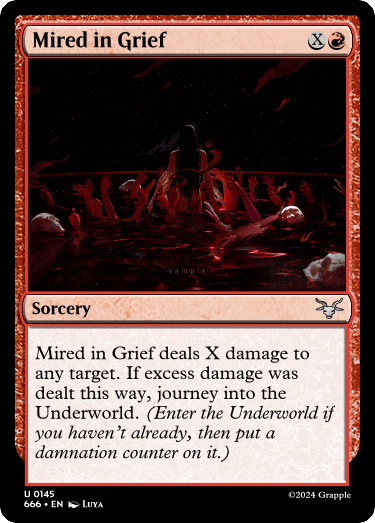 Mired in Grief X
sample
Sorcery
Mired in Grief deals X damage to
any target. If excess damage was
dealt this way, journey into the
Underworld. (Enter the Underworld if
you haven't already, then put a
damnation counter on it.)
U 0145
666 • EN Luya ©2024 Grapple